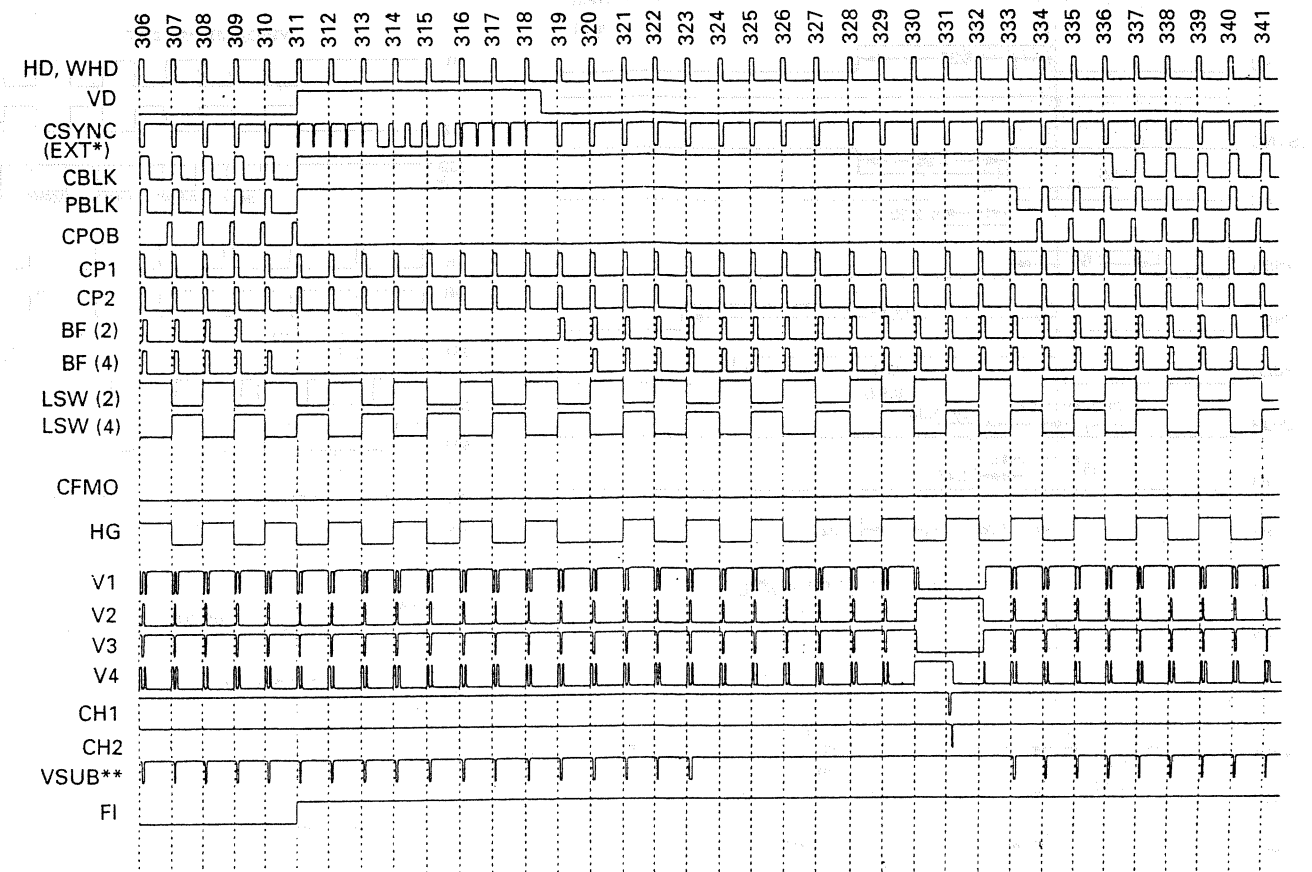 306 307 308 309 310 311 312 313 314 315 316 317 318 319 320 321 322 323 324 325 326 327 328 329 330 331 332 333 334 335 336 337 338 339 340 341
HD, WHD
VD
CSYNC
(EXT*)
CBLK
PBLK
CPOB
CP1
CP2
BF (2)
BF (4)
LSW (2)
LSW (4)
CFMO
HG
V1
V2
V3
V4
CH1
CH2
VSUB**
FI